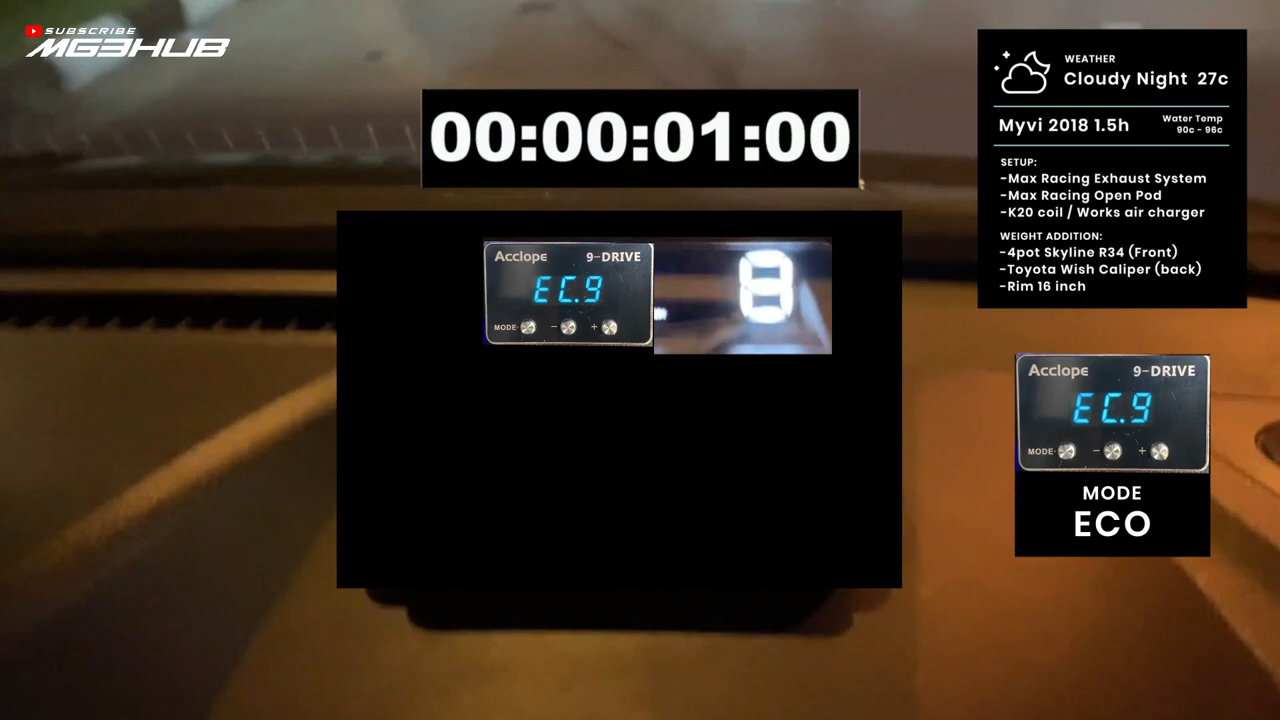 SUBSCRIBE
MG3HUB
00:00:01:00
Acclope 9-DRIVE
EC.9
MODE - +
8
WEATHER
Cloudy Night 27c
Myvi 2018 1.5h
Water Temp
90c - 96c
SETUP:
-Max Racing Exhaust System
-Max Racing Open Pod
-K20 coil / Works air charger
WEIGHT ADDITION:
-4pot Skyline R34 (Front)
-Toyota Wish Caliper (back)
-Rim 16 inch
Acclope 9-DRIVE
EC.9
MODE - +
MODE
ECO